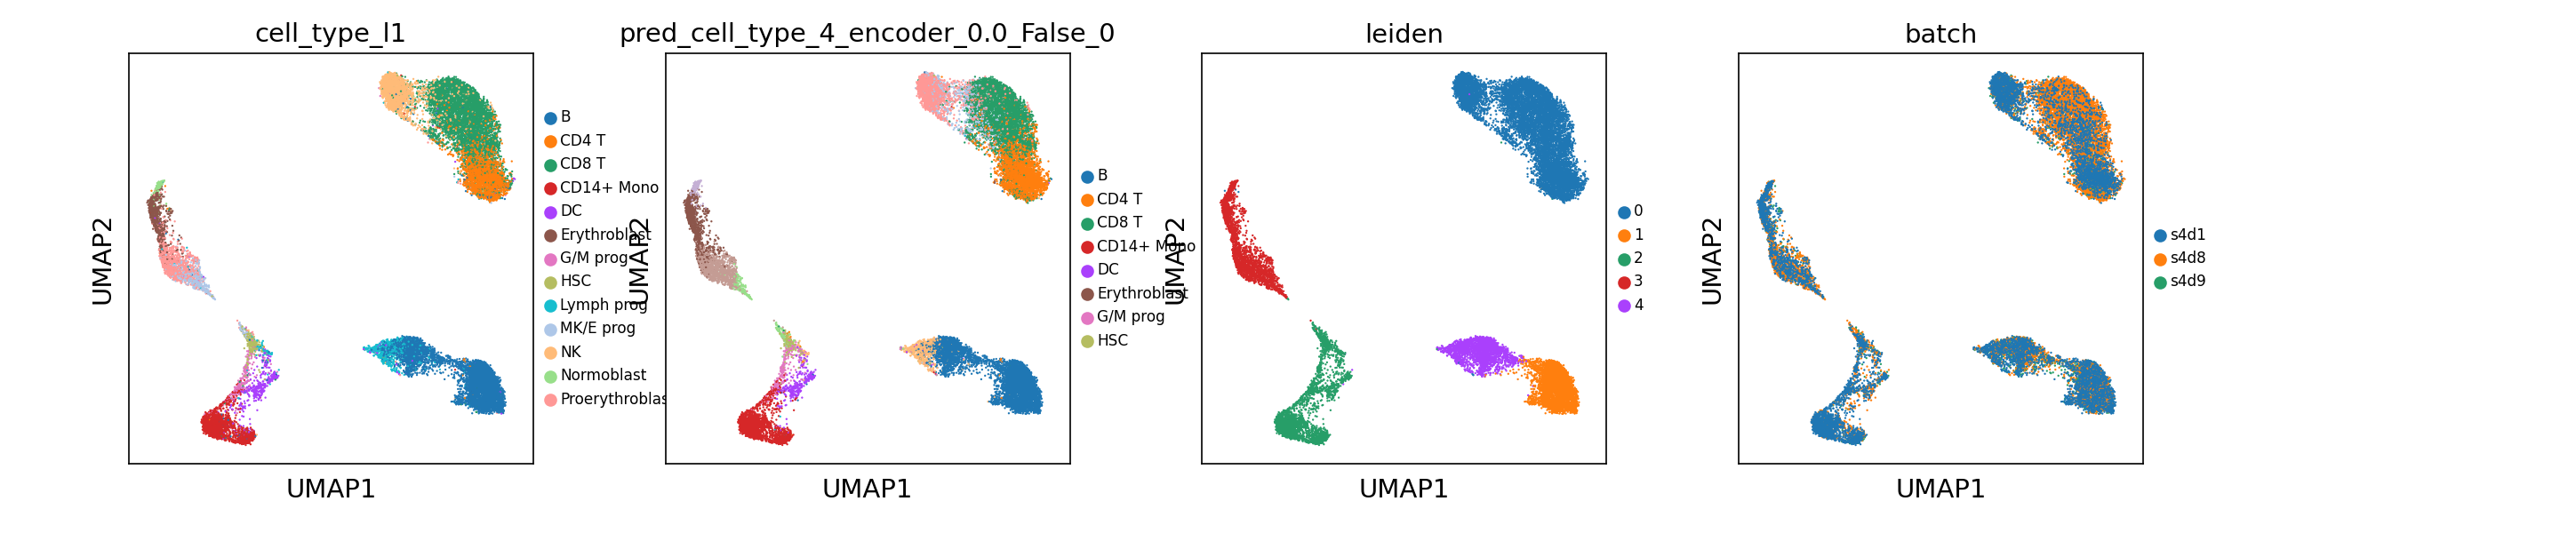 cell_type_l1
UMAP2
UMAP1
B
CD4 T
CD8 T
CD14+ Mono
DC
Erythroblast
G/M prog
HSC
Lymph prog
MK/E prog
NK
Normoblast
Proerythroblas
pred_cell_type_4_encoder_0.0_False_0
UMAP2
UMAP1
B
CD4 T
CD8 T
CD14+ Mono
DC
Erythroblast
G/M prog
HSC
leiden
UMAP2
UMAP1
0
1
2
3
4
batch
UMAP2
UMAP1
s4d1
s4d8
s4d9